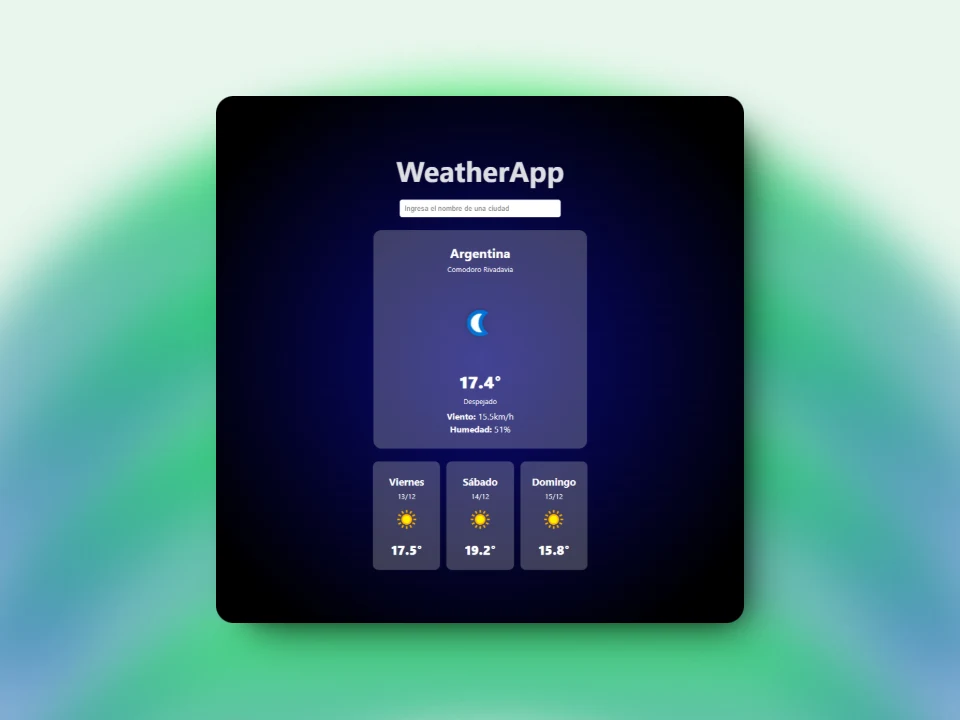 WeatherApp
Ingresa el nombre de una ciudad
Argentina
Comodoro Rivadavia
17.4°
Despejado
Viento: 15.5km/h
Humedad: 51%
Viernes
13/12
17.5°
Sábado
14/12
19.2°
Domingo
15/12
15.8°